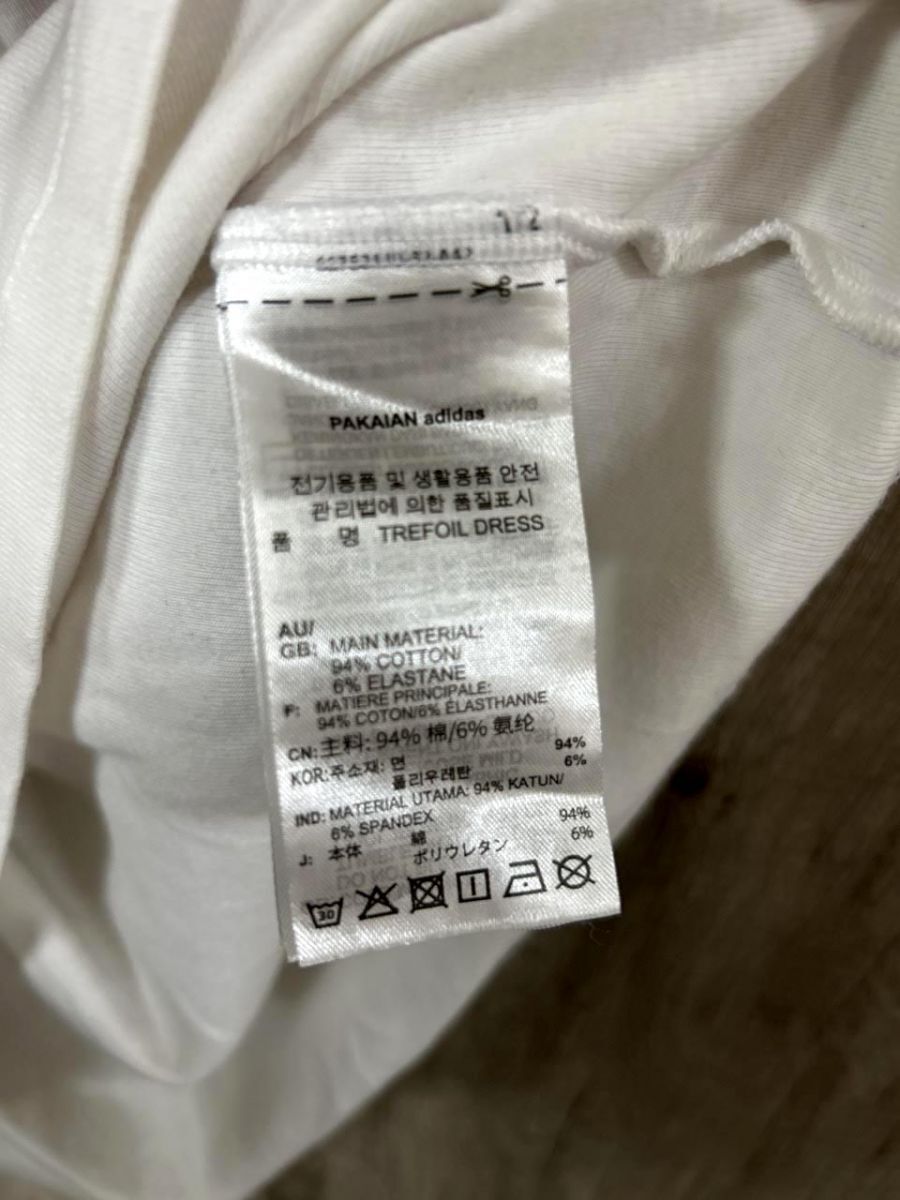 1/2
PAKAIAN adidas
전기용품 및 생활용품 안전
관리법에 의한 품질표시
품 명 TREFOIL DRESS
AU/
GB: MAIN MATERIAL:
94% COTTON/
6% ELASTANE
F: MATIERE PRINCIPALE:
94% COTON/6% ÉLASTHANNE
CN: 主料: 94% 棉/6% 氨纶
KOR: 주소재: 면 94%
폴리우레탄 6%
IND: MATERIAL UTAMA: 94% KATUN/
6% SPANDEX
J: 本体 綿 94%
ポリウレタン 6%
30